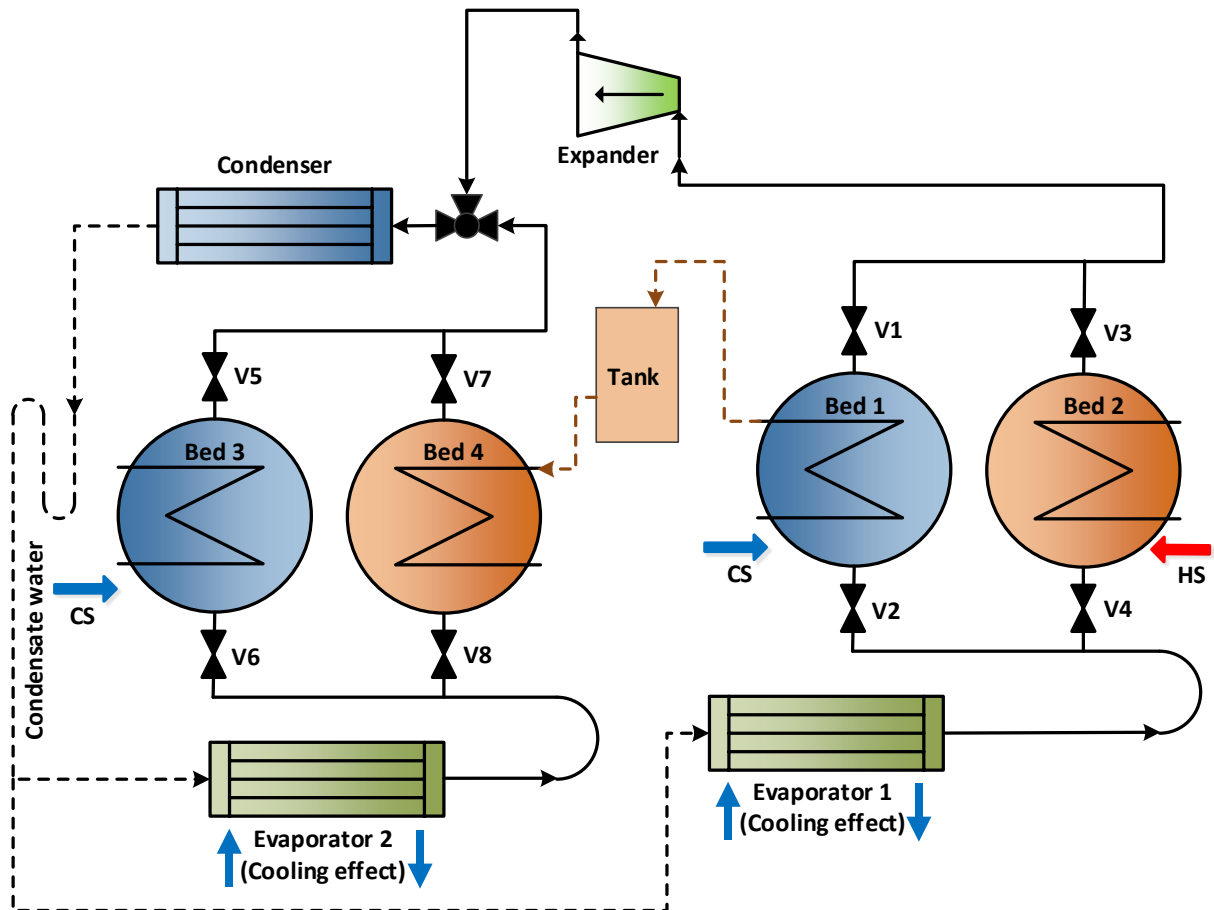 Expander
Condenser
V1
V3
Tank
V5
V7
Bed 1
Bed 2
Bed 3
Bed 4
CS
HS
CS
V2
V4
V6
V8
Condensate water
Evaporator 1
(Cooling effect)
Evaporator 2
(Cooling effect)